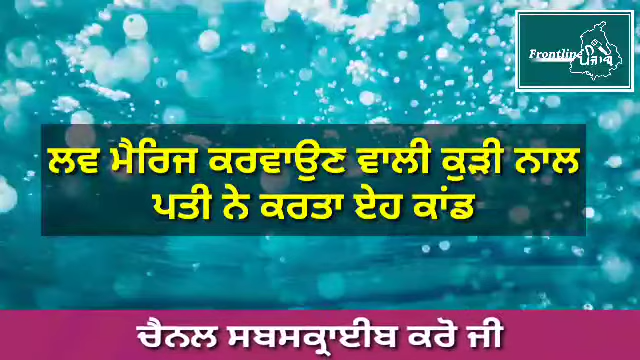 Frontline
ਪੰਜਾਬ
ਲਵ ਮੈਰਿਜ ਕਰਵਾਉਣ ਵਾਲੀ ਕੁੜੀ ਨਾਲ
ਪਤੀ ਨੇ ਕਰਤਾ ਏਹ ਕਾਂਡ
ਚੈਨਲ ਸਬਸਕ੍ਰਾਈਬ ਕਰੋ ਜੀ